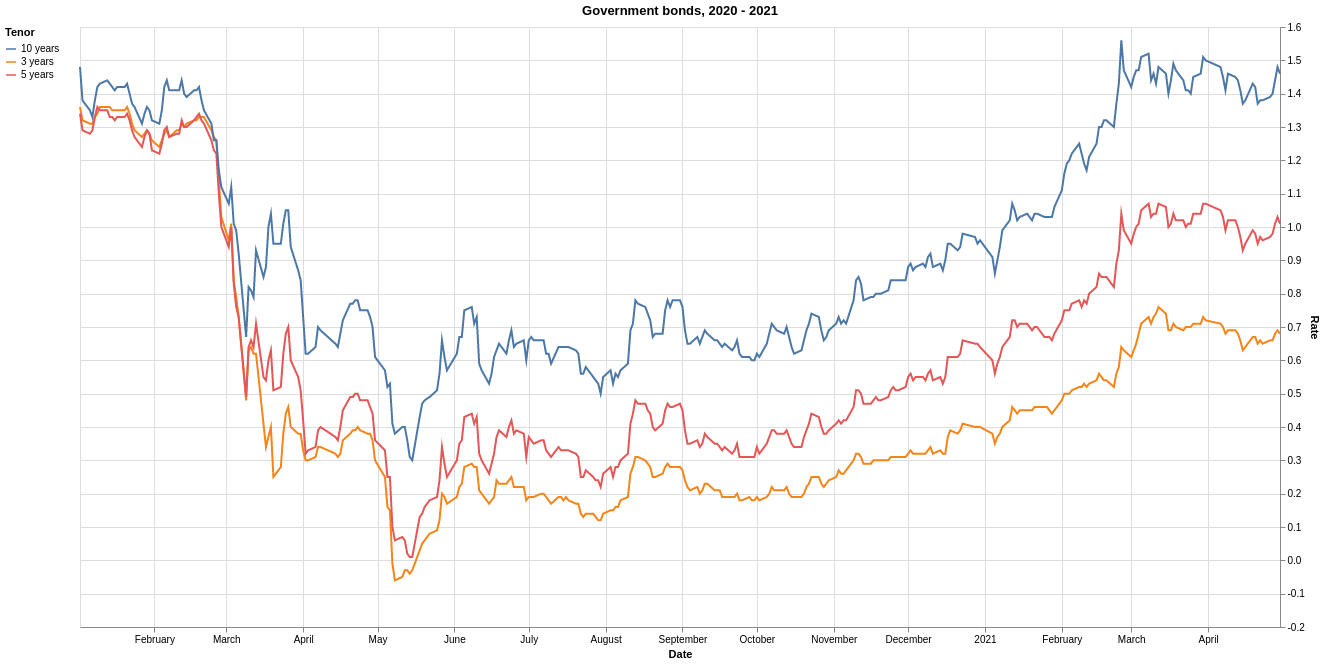 Government bonds, 2020 - 2021
Tenor
10 years
3 years
5 years
1.6
1.5
1.4
1.3
1.2
1.1
1.0
0.9
0.8
0.7
0.6
0.5
0.4
0.3
0.2
0.1
0.0
-0.1
-0.2
Rate
February March April May June July August September October November December 2021 February March April
Date